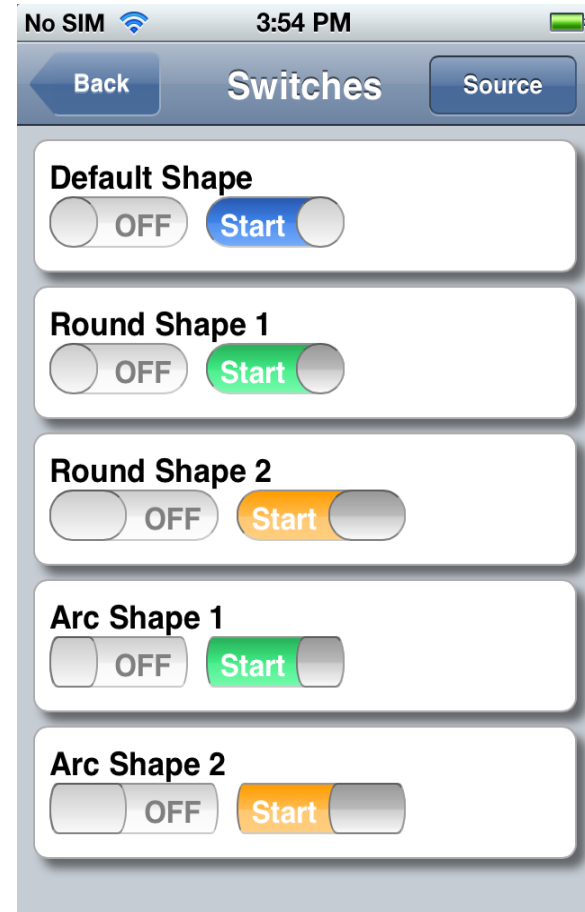 No SIM 3:54 PM
Back Switches Source
Default Shape
OFF Start
Round Shape 1
OFF Start
Round Shape 2
OFF Start
Arc Shape 1
OFF Start
Arc Shape 2
OFF Start